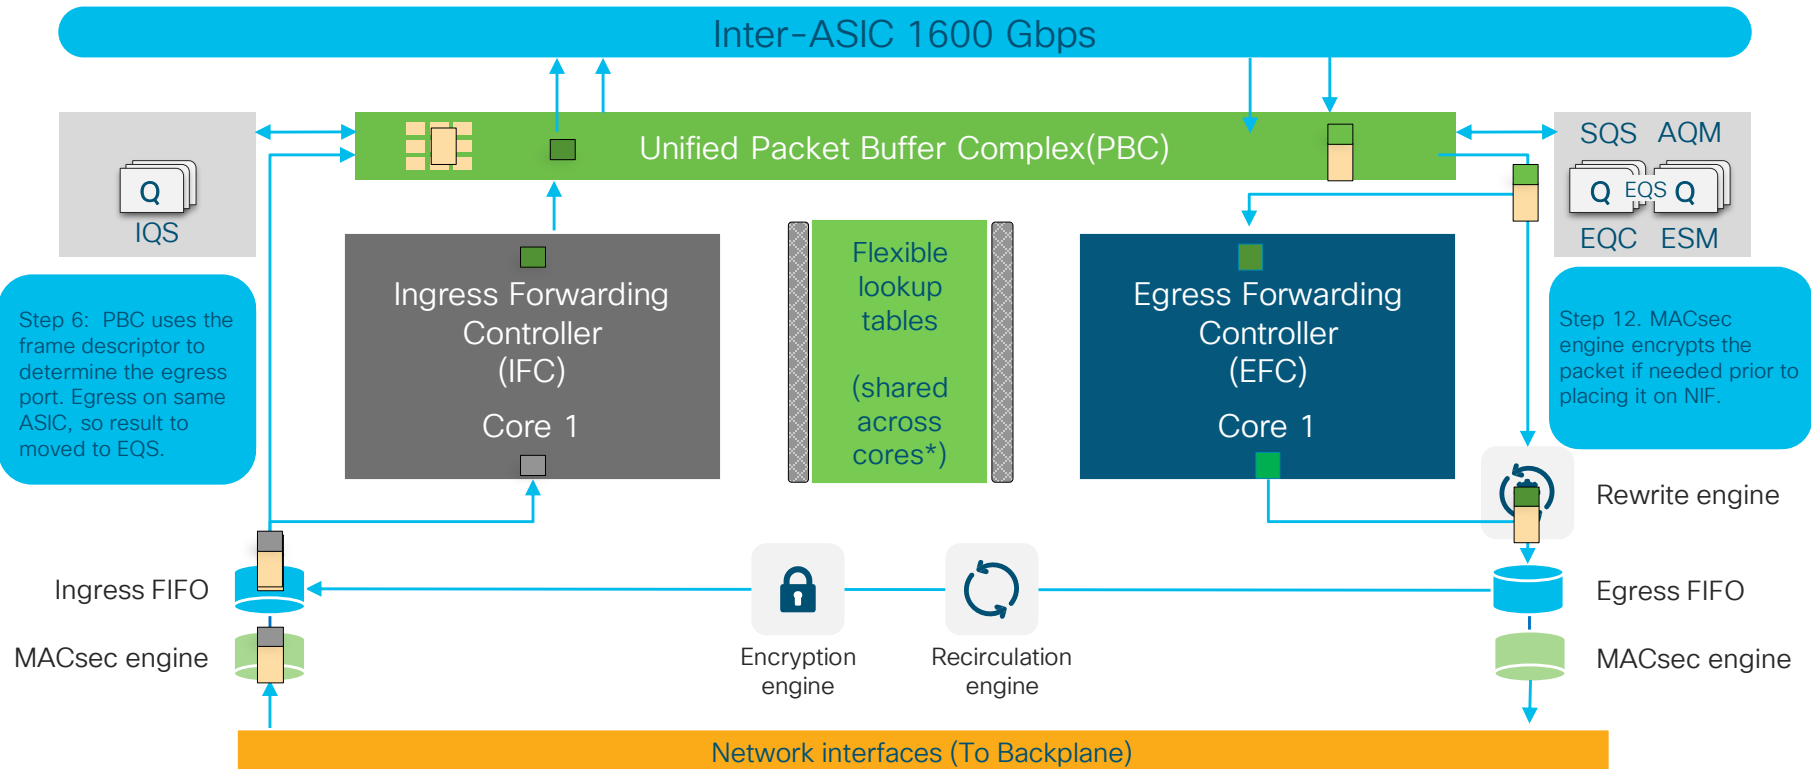 Inter-ASIC 1600 Gbps
Unified Packet Buffer Complex(PBC)
Q
IQS
SQS AQM
Q EQS Q
EQC ESM
Step 6: PBC uses the
frame descriptor to
determine the egress
port. Egress on same
ASIC, so result to
moved to EQS.
Ingress Forwarding
Controller
(IFC)
Core 1
Flexible
lookup
tables
(shared
across
cores*)
Egress Forwarding
Controller
(EFC)
Core 1
Step 12. MACsec
engine encrypts the
packet if needed prior to
placing it on NIF.
Rewrite engine
Ingress FIFO
Egress FIFO
MACsec engine
Encryption
engine
Recirculation
engine
MACsec engine
Network interfaces (To Backplane)